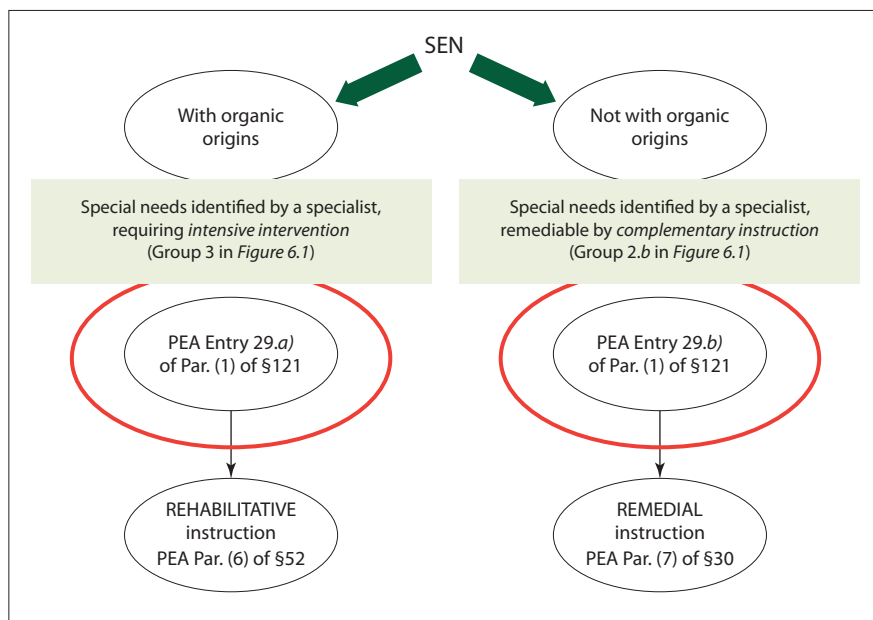 SEN
With organic
origins
Not with organic
origins
Special needs identified by a specialist,
requiring intensive intervention
(Group 3 in Figure 6.1)
Special needs identified by a specialist,
remediable by complementary instruction
(Group 2.b in Figure 6.1)
PEA Entry 29.a)
of Par. (1) of §121
PEA Entry 29.b)
of Par. (1) of §121
REHABILITATIVE
instruction
PEA Par. (6) of §52
REMEDIAL
instruction
PEA Par. (7) of §30